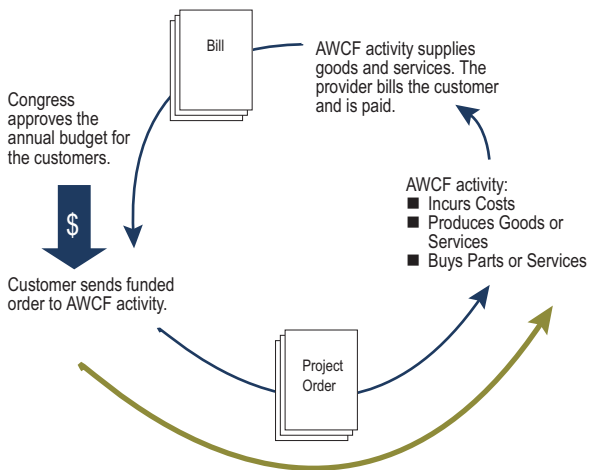 Bill
AWCF activity supplies
goods and services. The
provider bills the customer
and is paid.
Congress
approves the
annual budget for
the customers.
$
Customer sends funded
order to AWCF activity.
AWCF activity:
■ Incurs Costs
■ Produces Goods or
Services
■ Buys Parts or Services
Project
Order